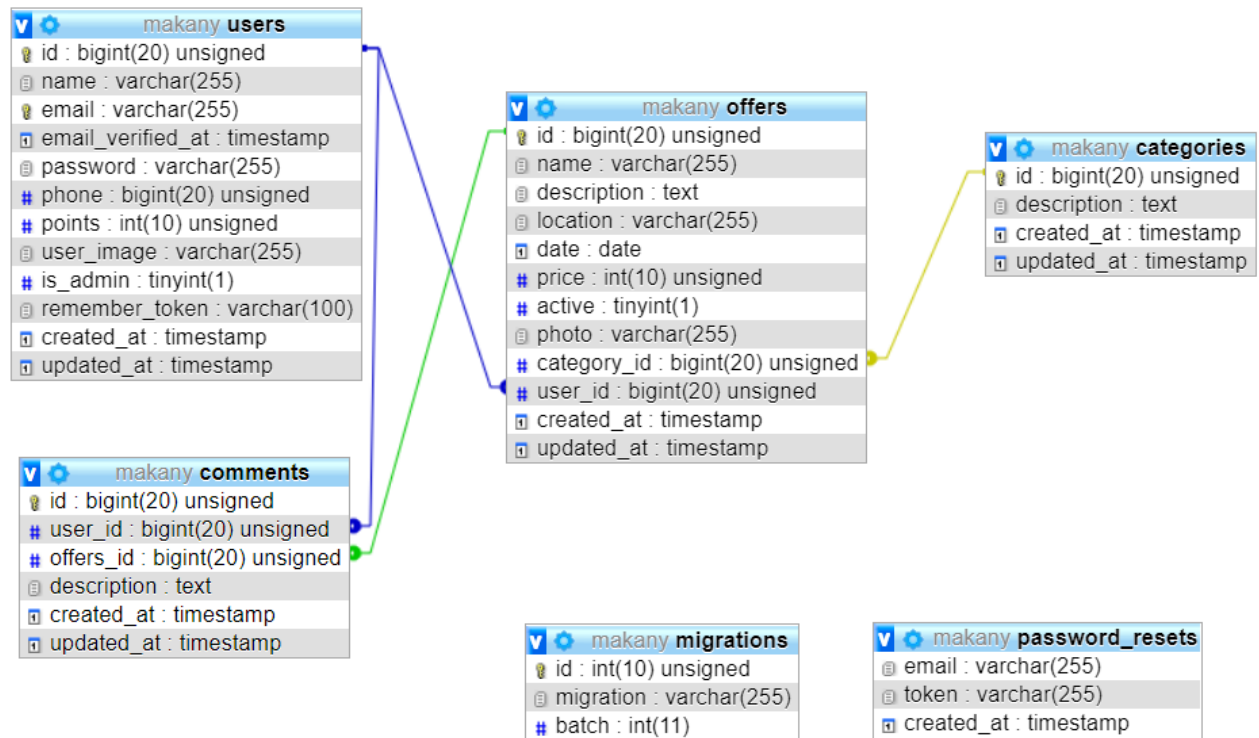 makany users
id : bigint(20) unsigned
name : varchar(255)
email : varchar(255)
email_verified_at : timestamp
password : varchar(255)
phone : bigint(20) unsigned
points : int(10) unsigned
user_image : varchar(255)
is_admin : tinyint(1)
remember_token : varchar(100)
created_at : timestamp
updated_at : timestamp
makany offers
id : bigint(20) unsigned
name : varchar(255)
description : text
location : varchar(255)
date : date
price : int(10) unsigned
active : tinyint(1)
photo : varchar(255)
category_id : bigint(20) unsigned
user_id : bigint(20) unsigned
created_at : timestamp
updated_at : timestamp
makany categories
id : bigint(20) unsigned
description : text
created_at : timestamp
updated_at : timestamp
makany comments
id : bigint(20) unsigned
user_id : bigint(20) unsigned
offers_id : bigint(20) unsigned
description : text
created_at : timestamp
updated_at : timestamp
makany migrations
id : int(10) unsigned
migration : varchar(255)
batch : int(11)
makany password_resets
email : varchar(255)
token : varchar(255)
created_at : timestamp